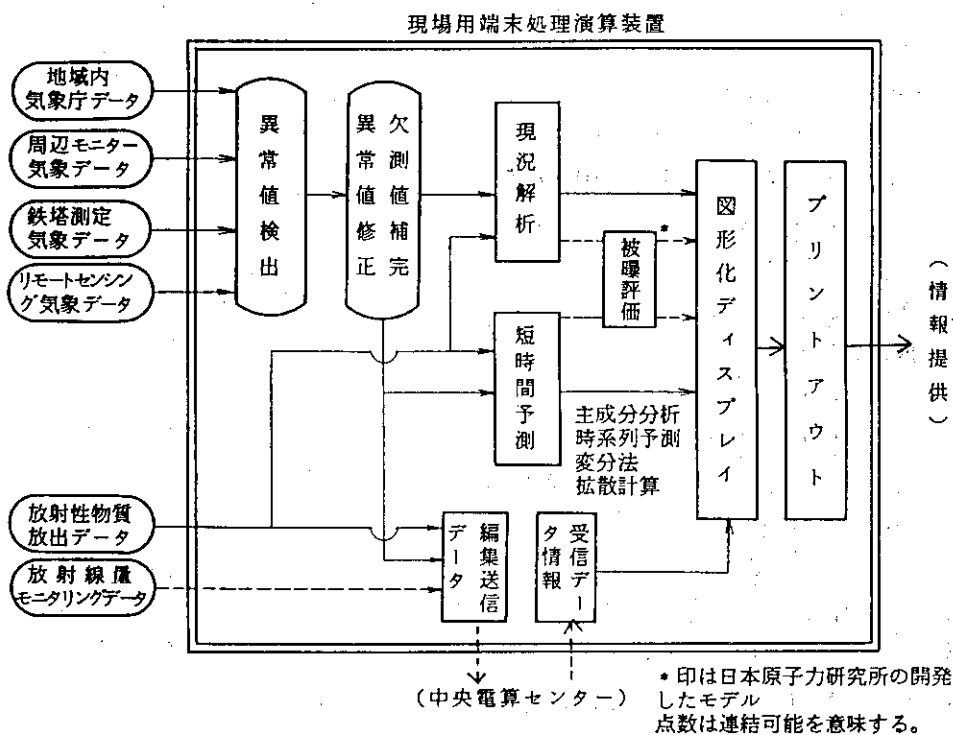 現場用端末処理演算装置
地域内
気象庁データ
周辺モニター
気象データ
鉄塔測定
気象データ
リモートセンシン
グ気象データ
放射性物質
放出データ
放射線量
モニタリングデータ
異常値検出
欠測値補完
異常値修正
現況解析
*
被曝評価
短時間予測
主成分分析
時系列予測
変分法
拡散計算
編集送信
データ
受信デー
タ情報
図形化ディスプレイ
プリントアウト
(情報提供)
(中央電算センター)
*印は日本原子力研究所の開発
したモデル
点数は連結可能を意味する。